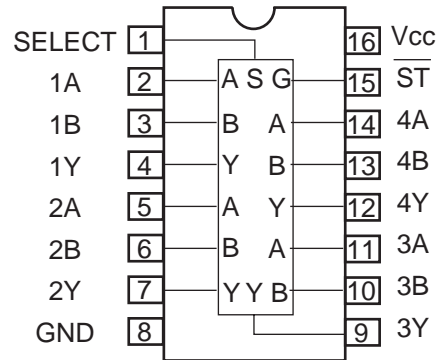 SELECT 1 16 Vcc
1A 2 A S G 15 ST
1B 3 B A 14 4A
1Y 4 Y B 13 4B
2A 5 A Y 12 4Y
2B 6 B A 11 3A
2Y 7 Y Y B 10 3B
GND 8 9 3Y